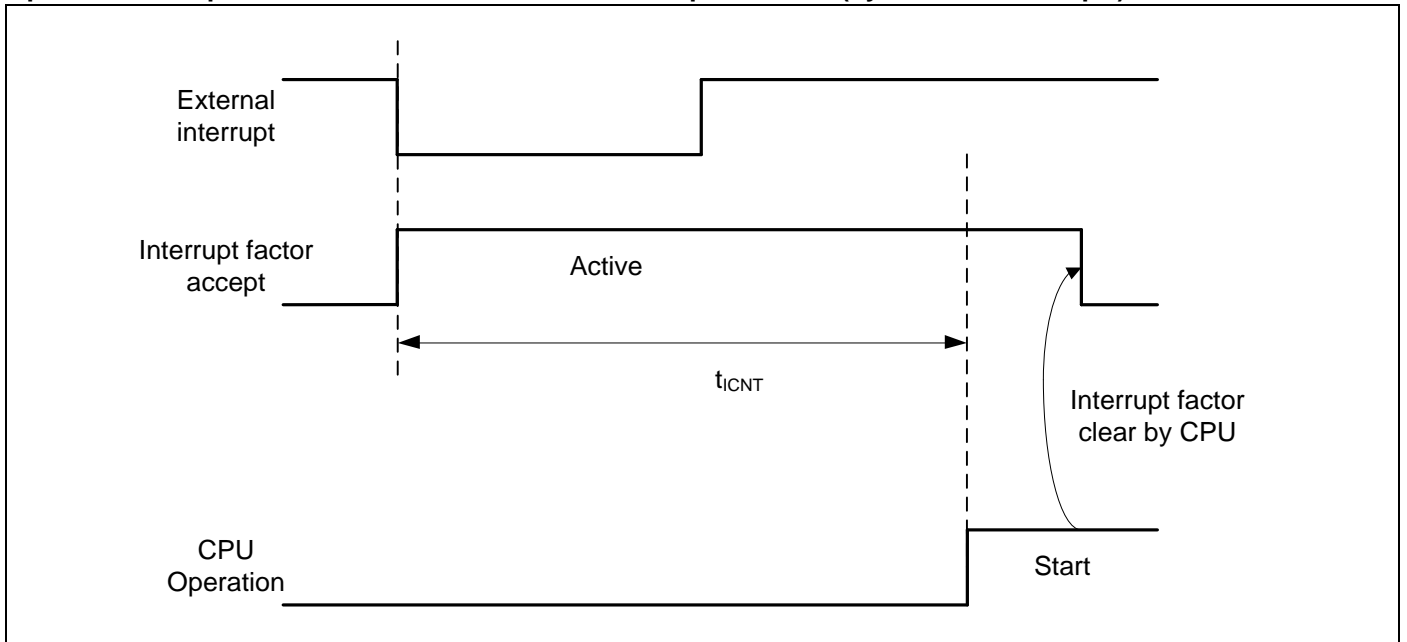 External
interrupt
Interrupt factor
accept
Active
tICNT
Interrupt factor
clear by CPU
CPU
Operation
Start